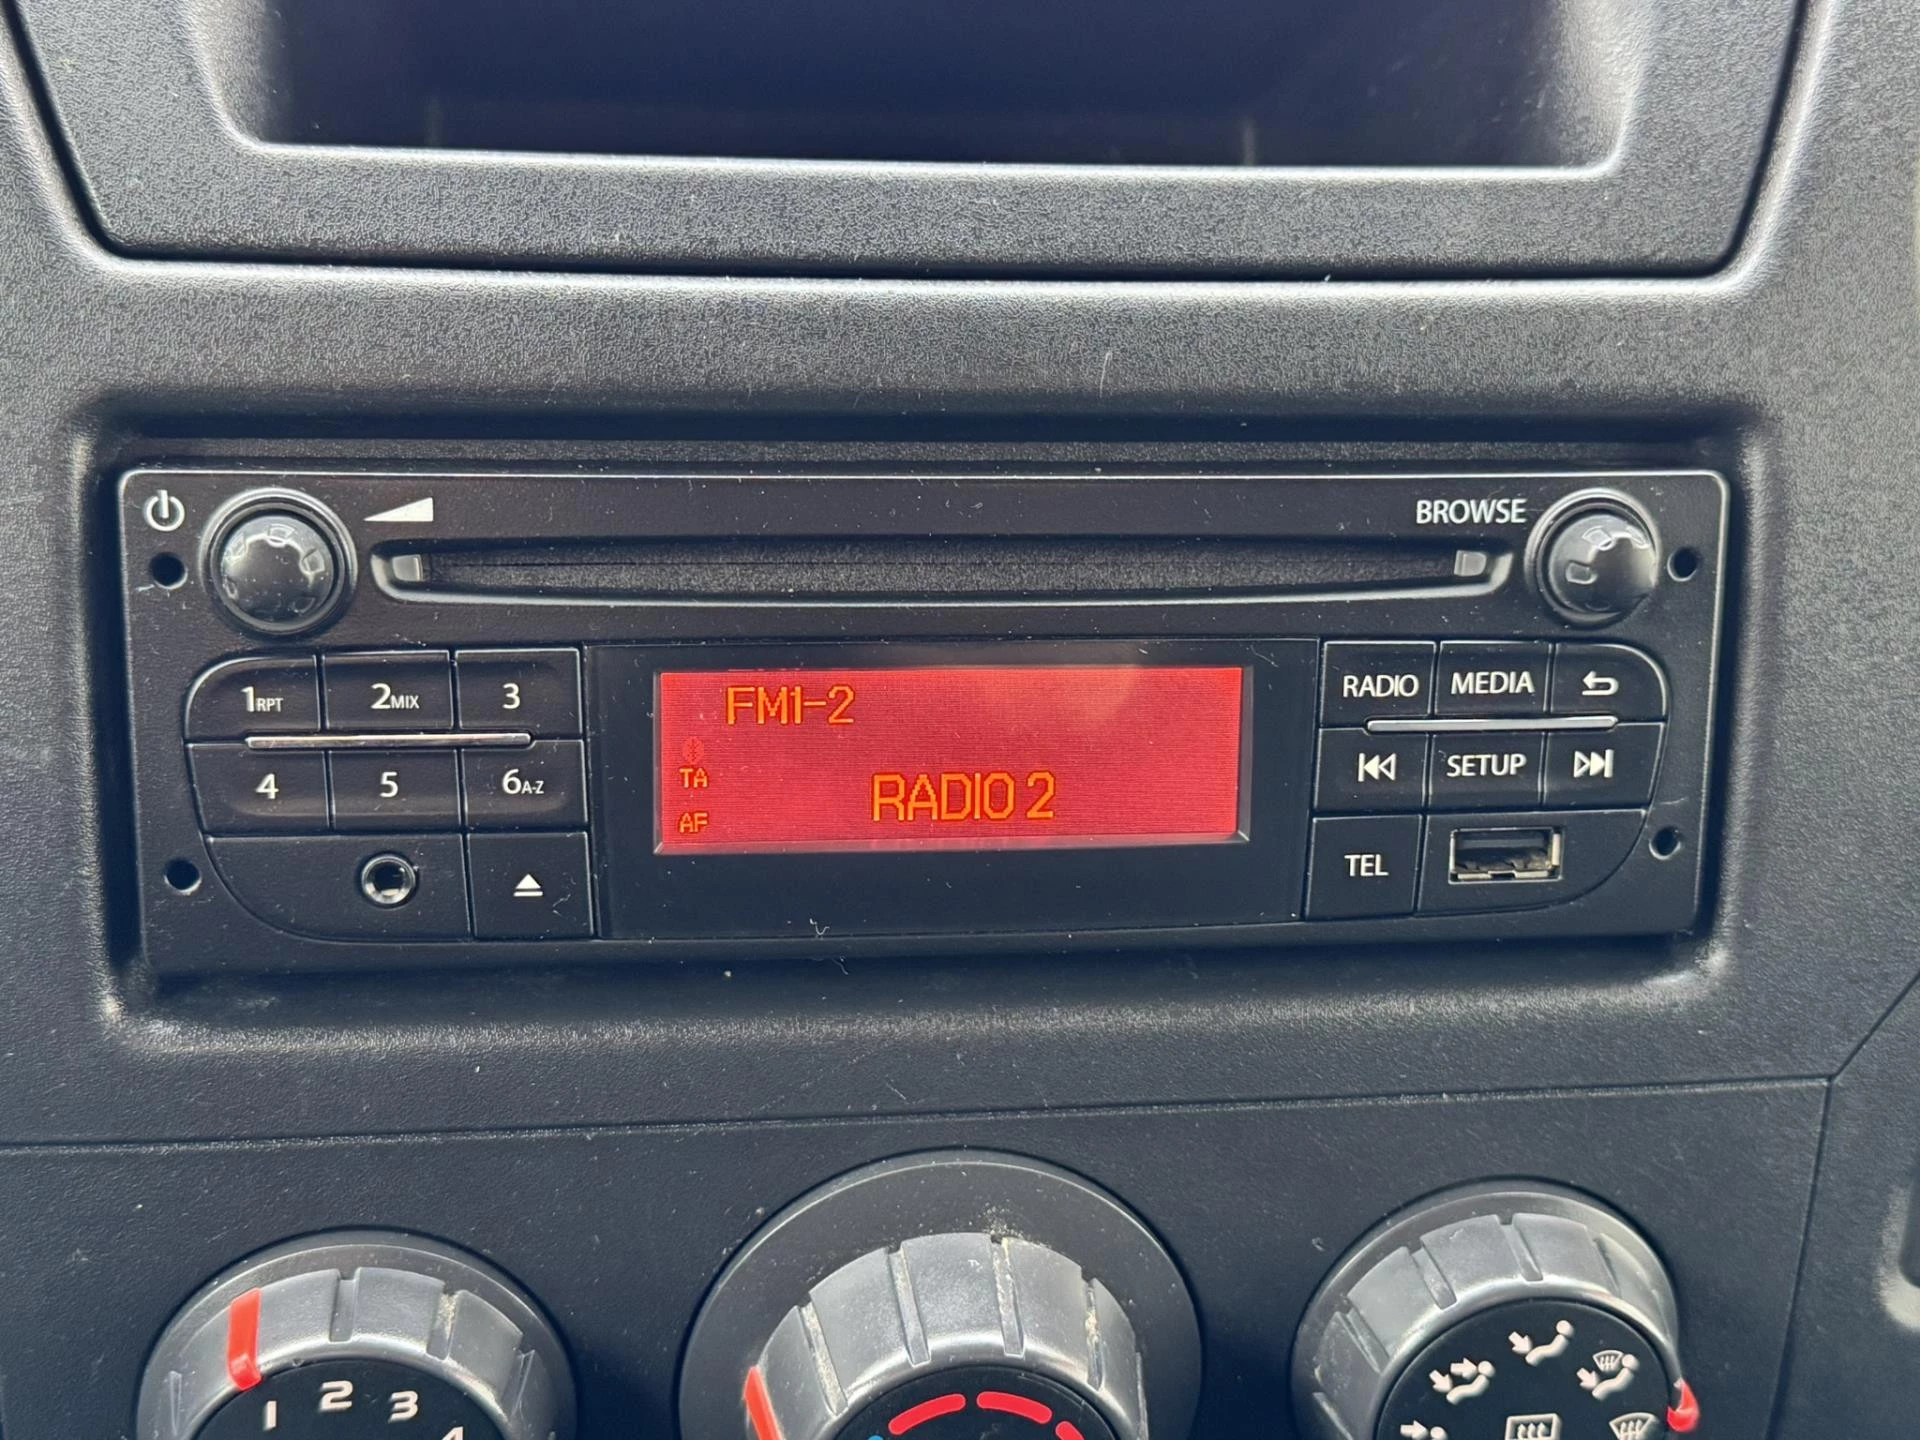 BROWSE
1RPT 2MIX 3
4 5 6A-Z
FM1-2
TA
AF
RADIO 2
RADIO MEDIA
SETUP
TEL
1 2 3 4